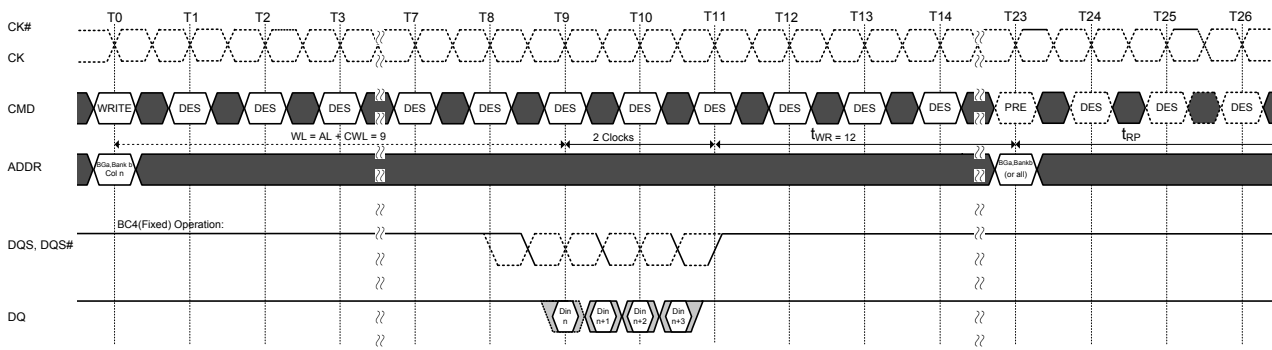 T0 T1 T2 T3 T7 T8 T9 T10 T11 T12 T13 T14 T23 T24 T25 T26
CK#
CK
CMD WRITE DES DES DES DES DES DES DES DES DES DES DES PRE DES DES DES
WL = AL + CWL = 9 2 Clocks tWR = 12 tRP
ADDR
BGa,Bank b
Col n
BGa,Bankb
(or all)
BC4(Fixed) Operation:
DQS, DQS#
DQ
Din
n
Din
n+1
Din
n+2
Din
n+3